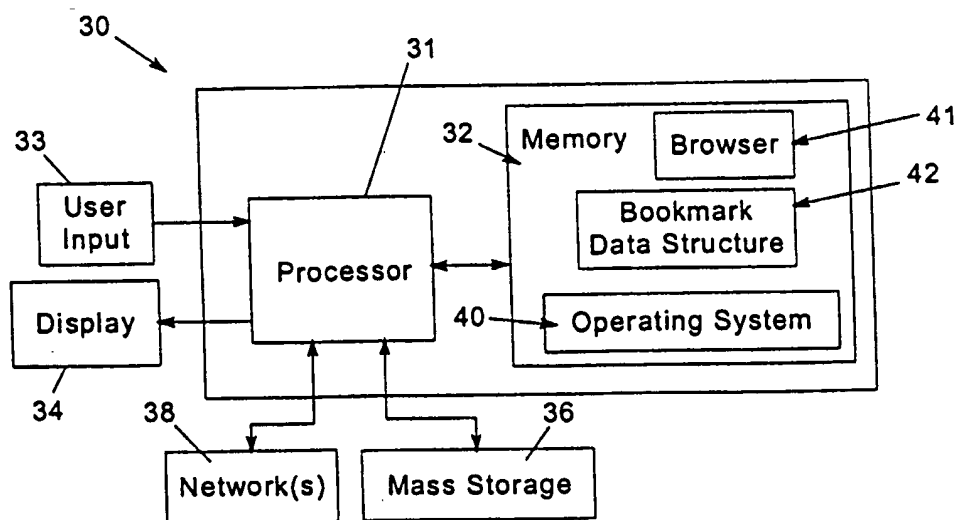 30
31
33
32
Memory
Browser
41
42
User
Input
Bookmark
Data Structure
Processor
Display
40
Operating System
34
38
36
Network(s)
Mass Storage